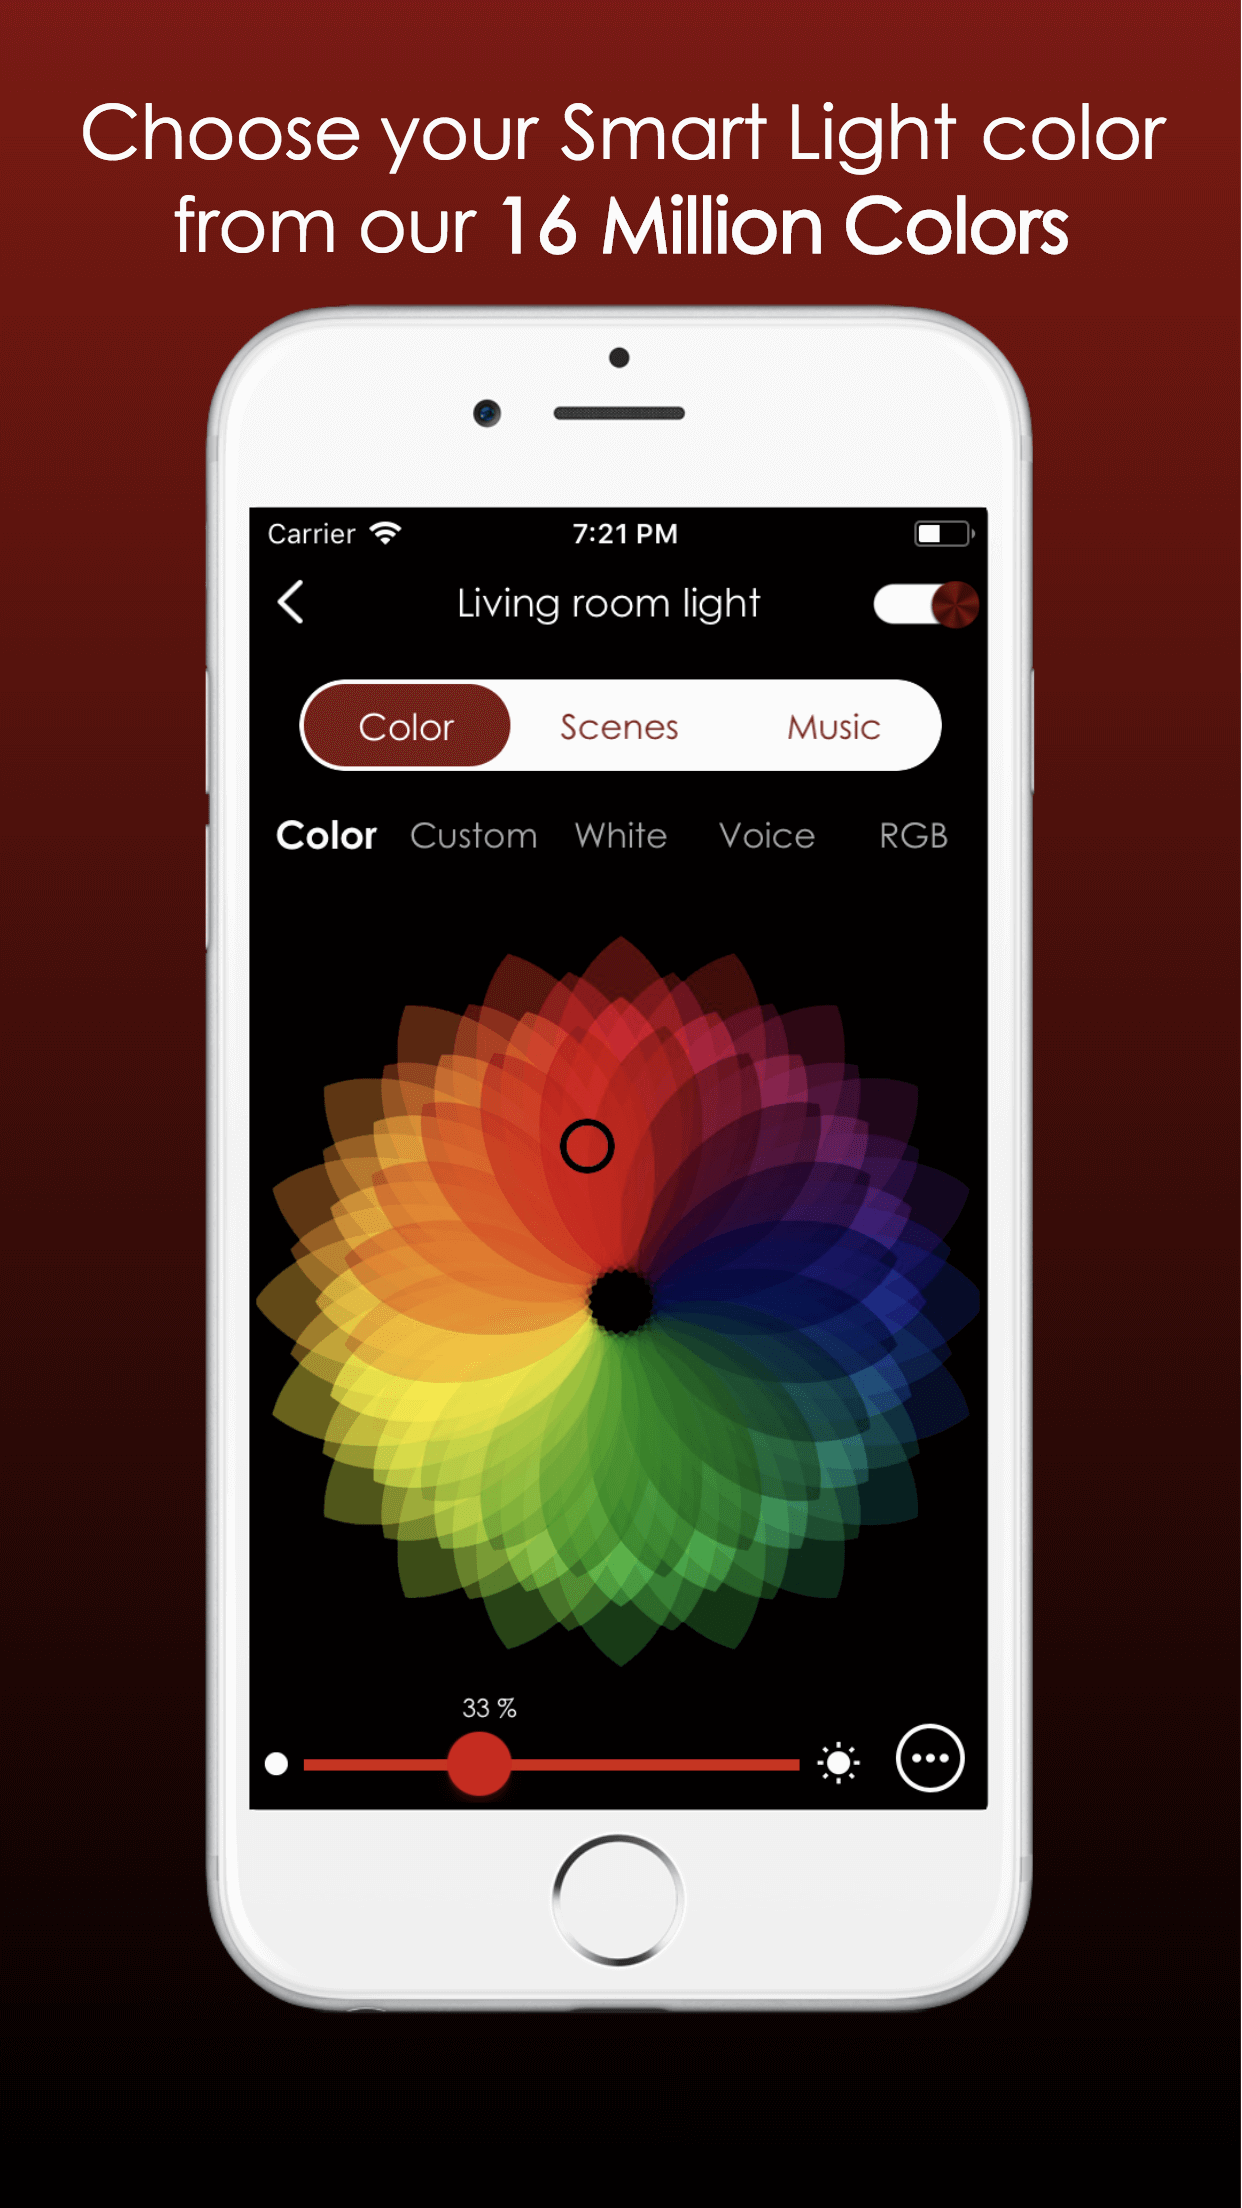 Choose your Smart Light color
from our 16 Million Colors
Carrier 7:21 PM
Living room light
Color Scenes Music
Color Custom White Voice RGB
33 %